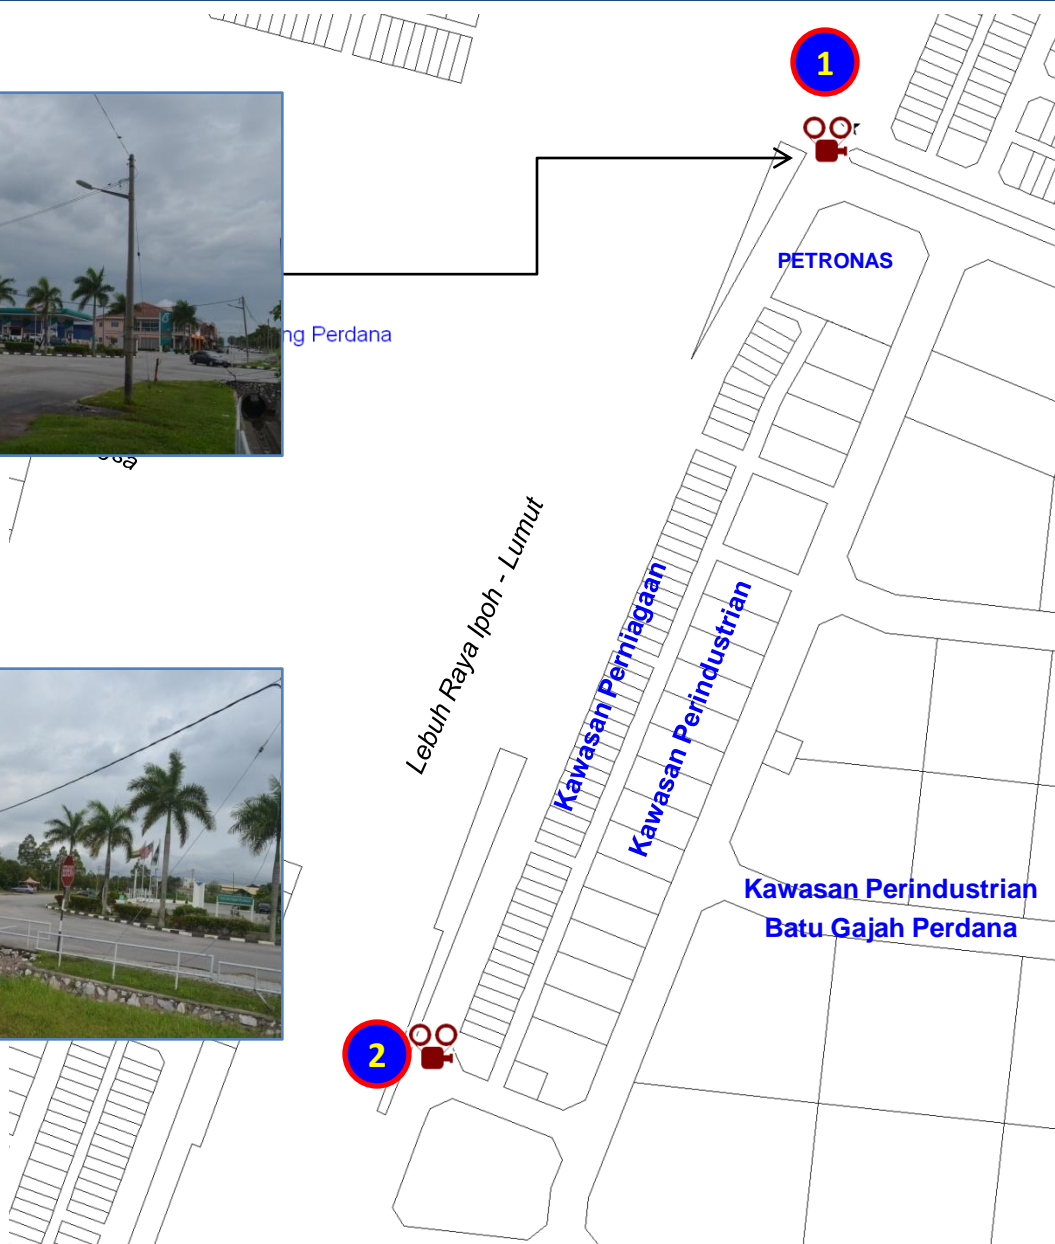 1
PETRONAS
ng Perdana
Lebuh Raya Ipoh - Lumut
Kawasan Perniagaan
Kawasan Perindustrian
Kawasan Perindustrian
Batu Gajah Perdana
2